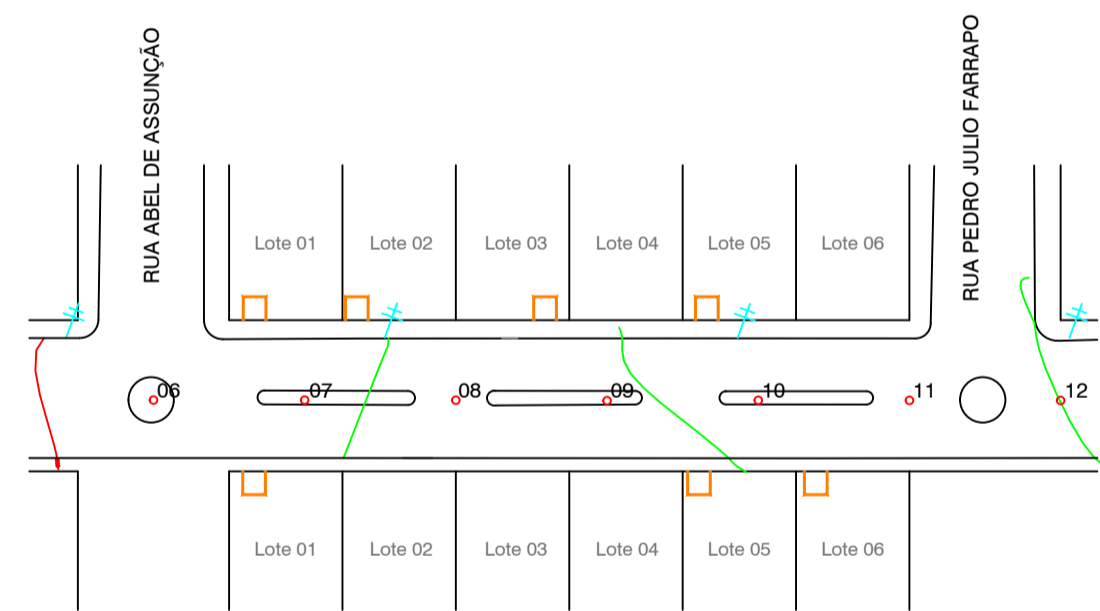 RUA ABEL DE ASSUNÇÃO
RUA PEDRO JULIO FARRAPO
Lote 01
Lote 02
Lote 03
Lote 04
Lote 05
Lote 06
06
07
08
09
10
11
12
Lote 01
Lote 02
Lote 03
Lote 04
Lote 05
Lote 06